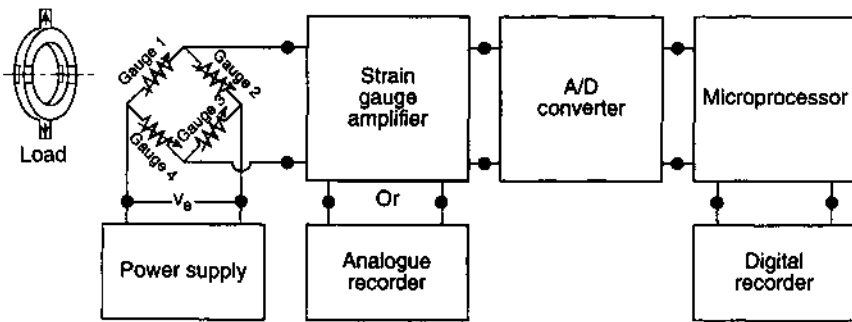 Gauge 1
Gauge 2
Gauge 3
Gauge 4
Load
Strain
gauge
amplifier
A/D
converter
Microprocessor
Ve
Or
Power supply
Analogue
recorder
Digital
recorder